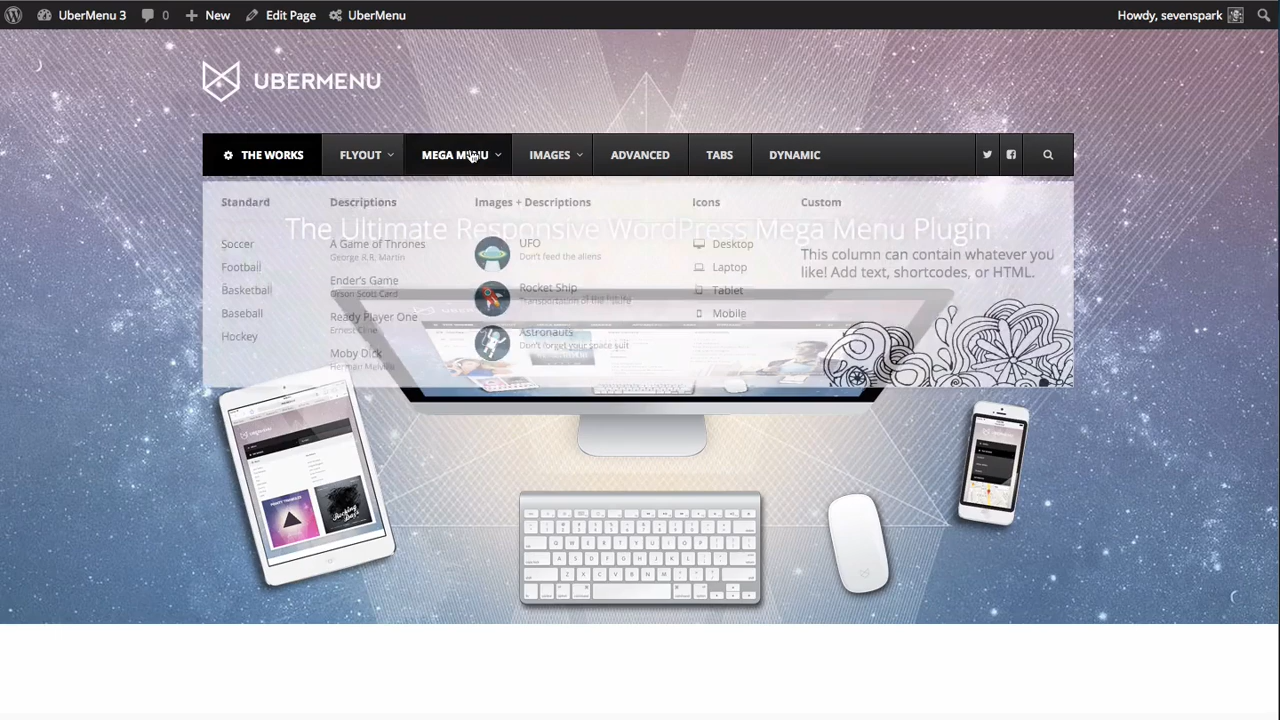 UberMenu 3
0
New
Edit Page
UberMenu
Howdy, sevenspark
UBERMENU
THE WORKS
FLYOUT
MEGA MENU
IMAGES
ADVANCED
TABS
DYNAMIC
The Ultimate Responsive WordPress Mega Menu Plugin
Standard
Soccer
Football
Basketball
Baseball
Hockey
Descriptions
A Game of Thrones
George R.R. Martin
Ender's Game
Orson Scott Card
Ready Player One
Ernest Cline
Moby Dick
Herman Melville
Images + Descriptions
UFO
Don't feed the aliens
Rocket Ship
Transportation of the future
Astronauts
Don't forget your space suit
Icons
Desktop
Laptop
Tablet
Mobile
Custom
This column can contain whatever you
like! Add text, shortcodes, or HTML.